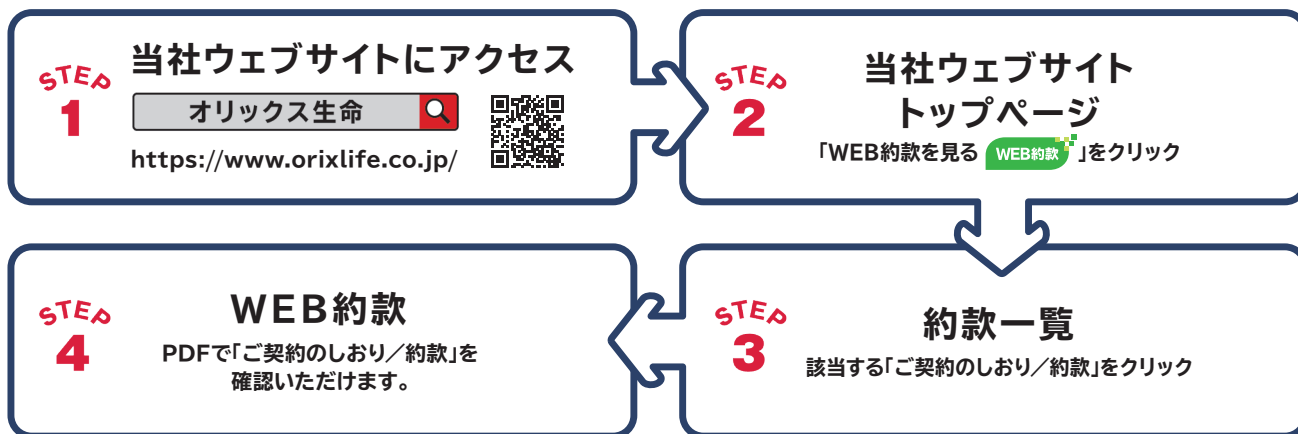 STEP
1
当社ウェブサイトにアクセス
オリックス生命
https://www.orixlife.co.jp/
STEP
2
当社ウェブサイト
トップページ
「WEB約款を見る WEB約款 」をクリック
STEP
3
約款一覧
該当する「ご契約のしおり／約款」をクリック
STEP
4
WEB約款
PDFで「ご契約のしおり／約款」を
確認いただけます。